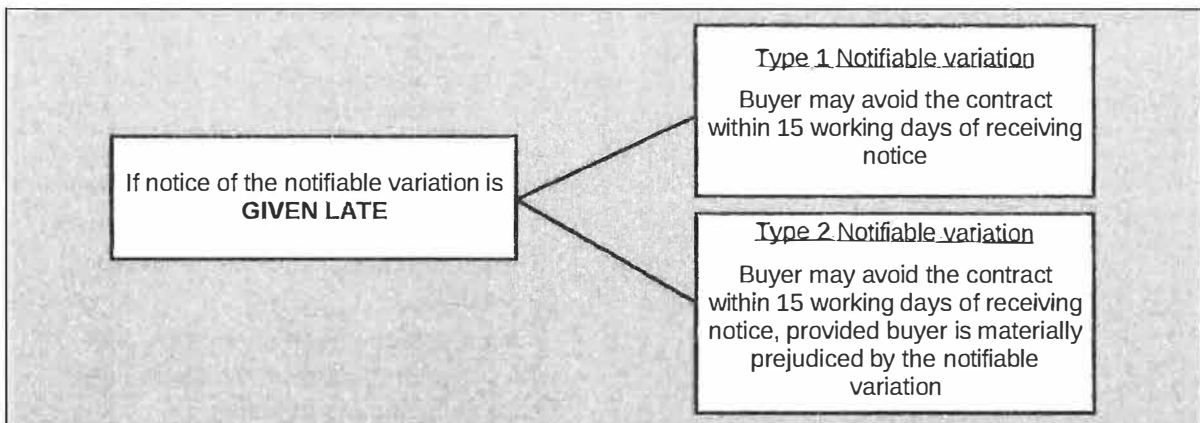 If notice of the notifiable variation is
GIVEN LATE
Type 1 Notifiable variation
Buyer may avoid the contract
within 15 working days of receiving
notice
Type 2 Notifiable variation
Buyer may avoid the contract
within 15 working days of receiving
notice, provided buyer is materially
prejudiced by the notifiable
variation